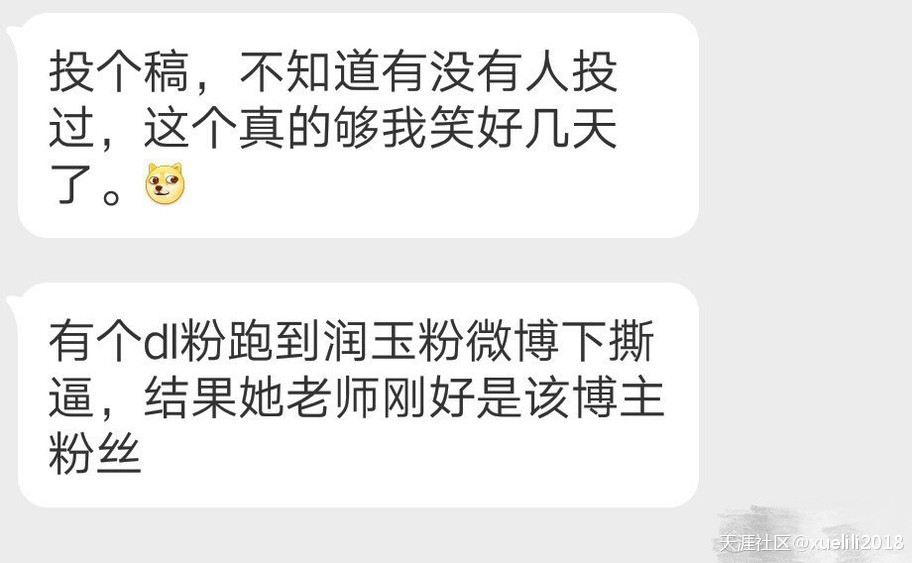 投个稿，不知道有没有人投
过，这个真的够我笑好几天
了。
有个dl粉跑到润玉粉微博下撕
逼，结果她老师刚好是该博主
粉丝
天涯社区@xuelili2018